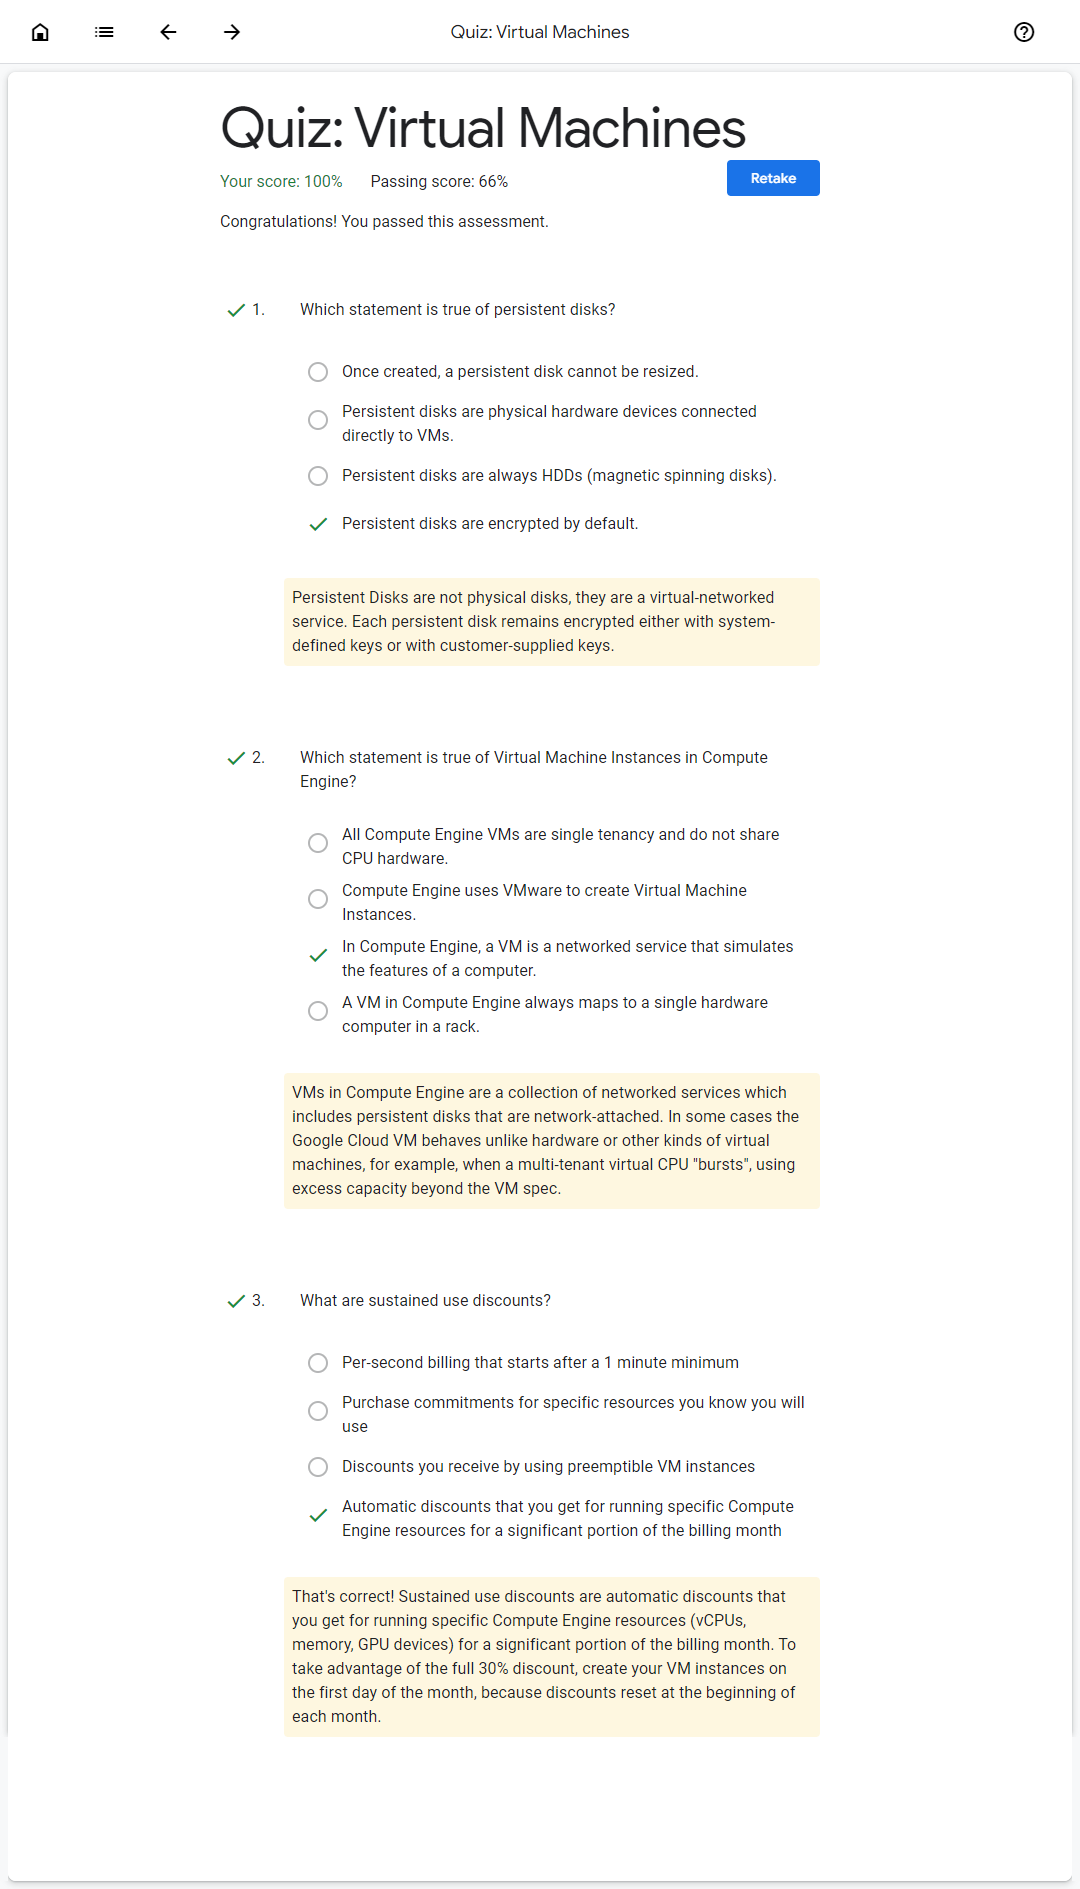 Quiz: Virtual Machines
Quiz: Virtual Machines
Your score: 100% Passing score: 66% Retake
Congratulations! You passed this assessment.
1. Which statement is true of persistent disks?
Once created, a persistent disk cannot be resized.
Persistent disks are physical hardware devices connected
directly to VMs.
Persistent disks are always HDDs (magnetic spinning disks).
Persistent disks are encrypted by default.
Persistent Disks are not physical disks, they are a virtual-networked
service. Each persistent disk remains encrypted either with system-
defined keys or with customer-supplied keys.
2. Which statement is true of Virtual Machine Instances in Compute
Engine?
All Compute Engine VMs are single tenancy and do not share
CPU hardware.
Compute Engine uses VMware to create Virtual Machine
Instances.
In Compute Engine, a VM is a networked service that simulates
the features of a computer.
A VM in Compute Engine always maps to a single hardware
computer in a rack.
VMs in Compute Engine are a collection of networked services which
includes persistent disks that are network-attached. In some cases the
Google Cloud VM behaves unlike hardware or other kinds of virtual
machines, for example, when a multi-tenant virtual CPU "bursts", using
excess capacity beyond the VM spec.
3. What are sustained use discounts?
Per-second billing that starts after a 1 minute minimum
Purchase commitments for specific resources you know you will
use
Discounts you receive by using preemptible VM instances
Automatic discounts that you get for running specific Compute
Engine resources for a significant portion of the billing month
That's correct! Sustained use discounts are automatic discounts that
you get for running specific Compute Engine resources (vCPUs,
memory, GPU devices) for a significant portion of the billing month. To
take advantage of the full 30% discount, create your VM instances on
the first day of the month, because discounts reset at the beginning of
each month.